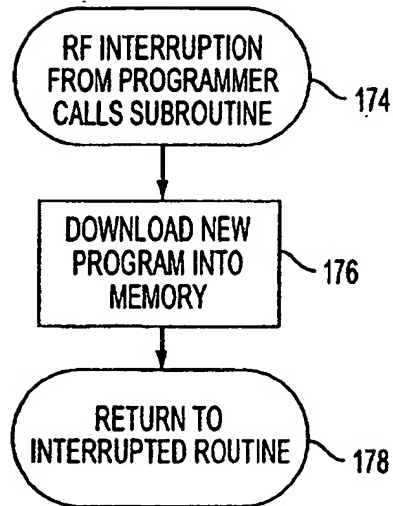 RF INTERRUPTION
FROM PROGRAMMER
CALLS SUBROUTINE
174
DOWNLOAD NEW
PROGRAM INTO
MEMORY
176
RETURN TO
INTERRUPTED ROUTINE
178